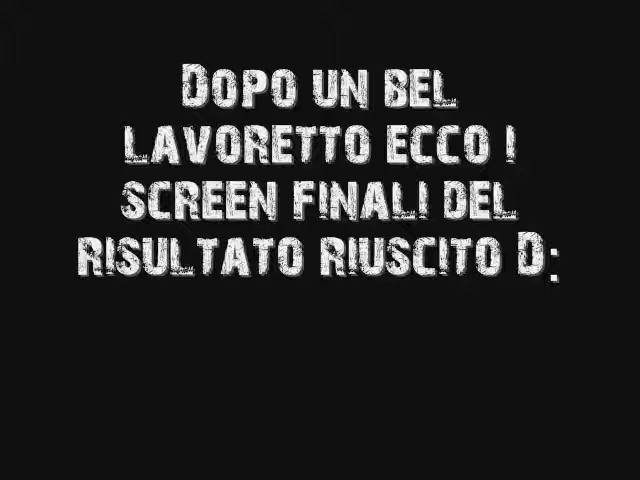 Dopo un bel
lavoretto ecco i
screen finali del
risultato riuscito D: